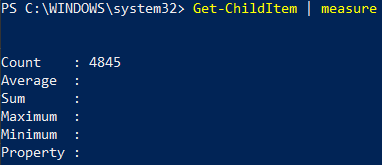 PS C:\WINDOWS\system32> Get-ChildItem | measure
Count    : 4845
Average  :
Sum      :
Maximum  :
Minimum  :
Property :